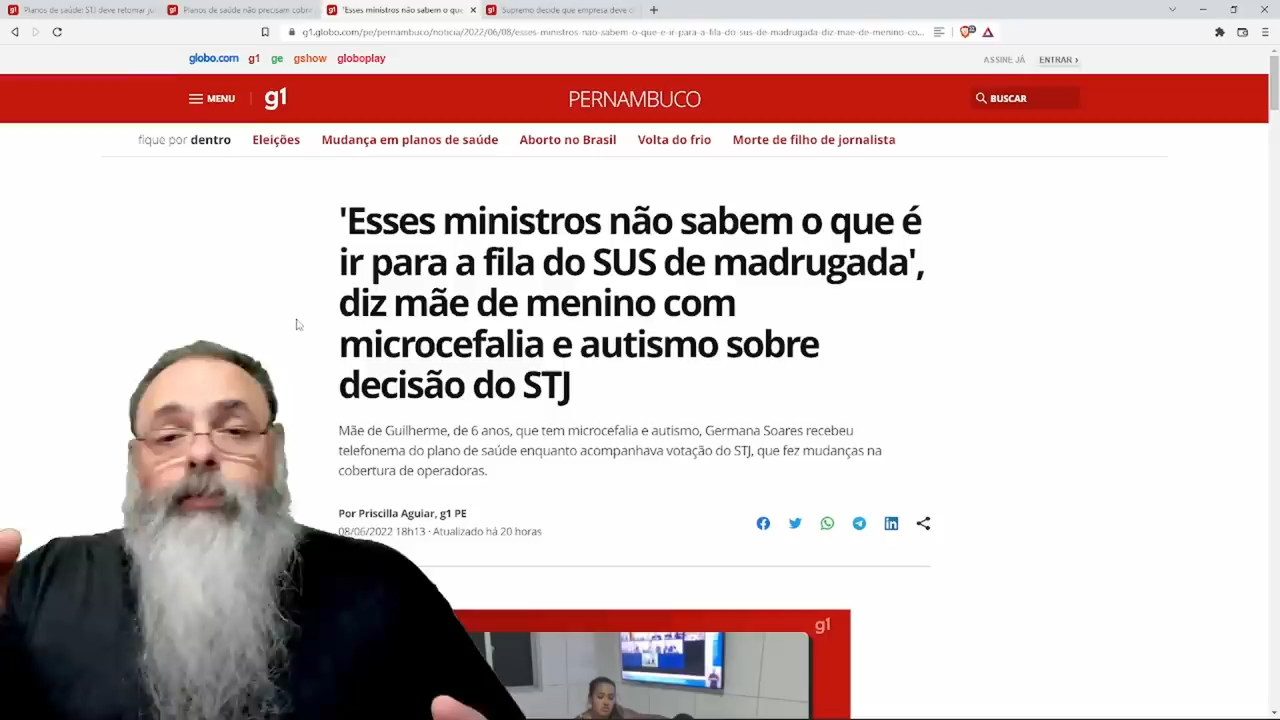 Planos de saúde: STJ deve retomar jul
Planos de saúde não precisam cobrir
'Esses ministros não sabem o que
Supremo decide que empresa deve c
g1.globo.com/pe/pernambuco/noticia/2022/06/08/esses-ministros-nao-sabem-o-que-e-ir-para-a-fila-do-sus-de-madrugada-diz-mae-de-menino-co...
globo.com g1 ge gshow globoplay
ASSINE JÁ ENTRAR ›
MENU g1 PERNAMBUCO BUSCAR
fique por dentro Eleições Mudança em planos de saúde Aborto no Brasil Volta do frio Morte de filho de jornalista
'Esses ministros não sabem o que é
ir para a fila do SUS de madrugada',
diz mãe de menino com
microcefalia e autismo sobre
decisão do STJ
Mãe de Guilherme, de 6 anos, que tem microcefalia e autismo, Germana Soares recebeu
telefonema do plano de saúde enquanto acompanhava votação do STJ, que fez mudanças na
cobertura de operadoras.
Por Priscilla Aguiar, g1 PE
08/06/2022 18h13 · Atualizado há 20 horas
g1